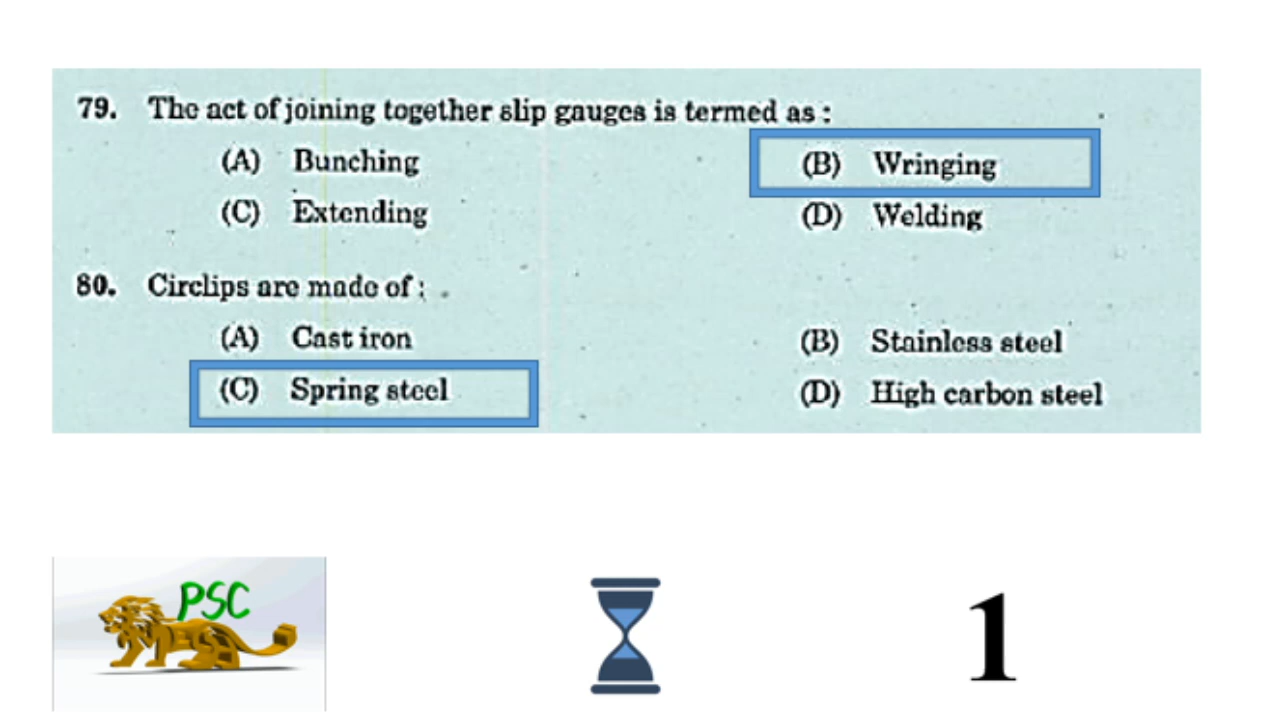 79. The act of joining together slip gauges is termed as :
(A) Bunching (B) Wringing
(C) Extending (D) Welding
80. Circlips are made of :
(A) Cast iron (B) Stainless steel
(C) Spring steel (D) High carbon steel
PSC
1